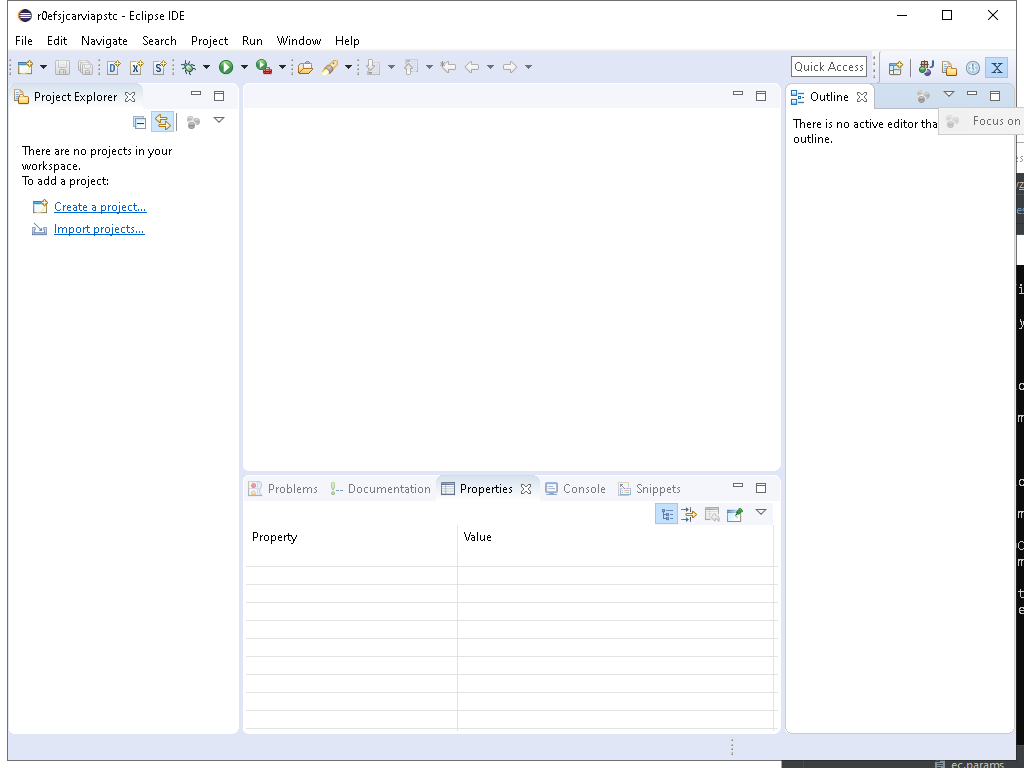 r0efsjcarviapstc - Eclipse IDE
File Edit Navigate Search Project Run Window Help
Quick Access
Project Explorer
Outline
Focus on
There is no active editor tha
outline.
There are no projects in your
workspace.
To add a project:
Create a project...
Import projects...
Problems Documentation Properties Console Snippets
Property Value
ec.params